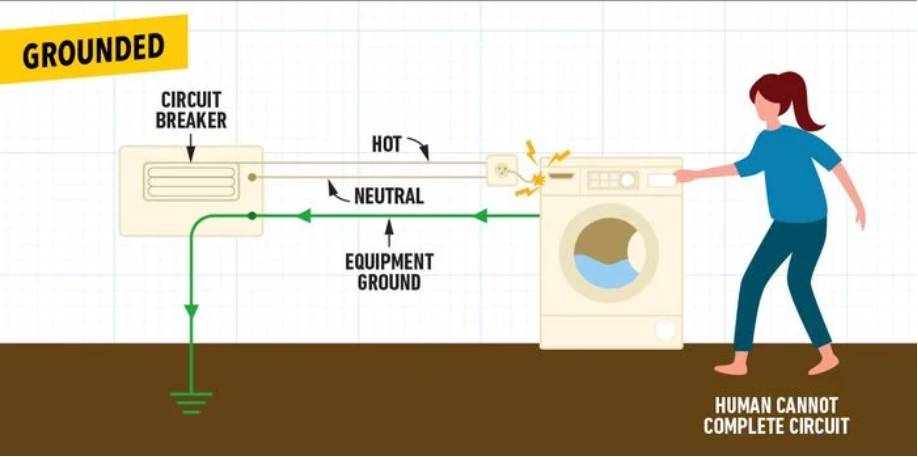 GROUNDED
CIRCUIT
BREAKER
HOT
NEUTRAL
EQUIPMENT
GROUND
HUMAN CANNOT
COMPLETE CIRCUIT